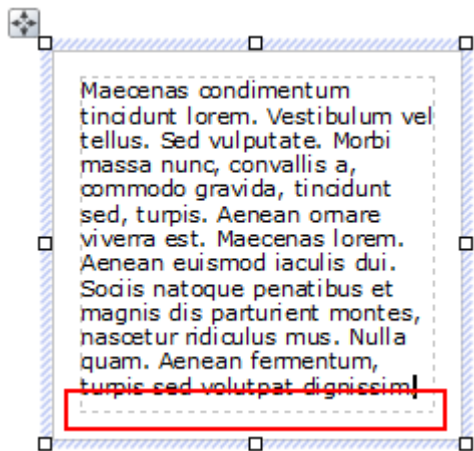 Maecenas condimentum
tincidunt lorem. Vestibulum vel
tellus. Sed vulputate. Morbi
massa nunc, convallis a,
commodo gravida, tincidunt
sed, turpis. Aenean ornare
viverra est. Maecenas lorem.
Aenean euismod iaculis dui.
Sociis natoque penatibus et
magnis dis parturient montes,
nascetur ridiculus mus. Nulla
quam. Aenean fermentum,
turpis sed volutpat dignissim